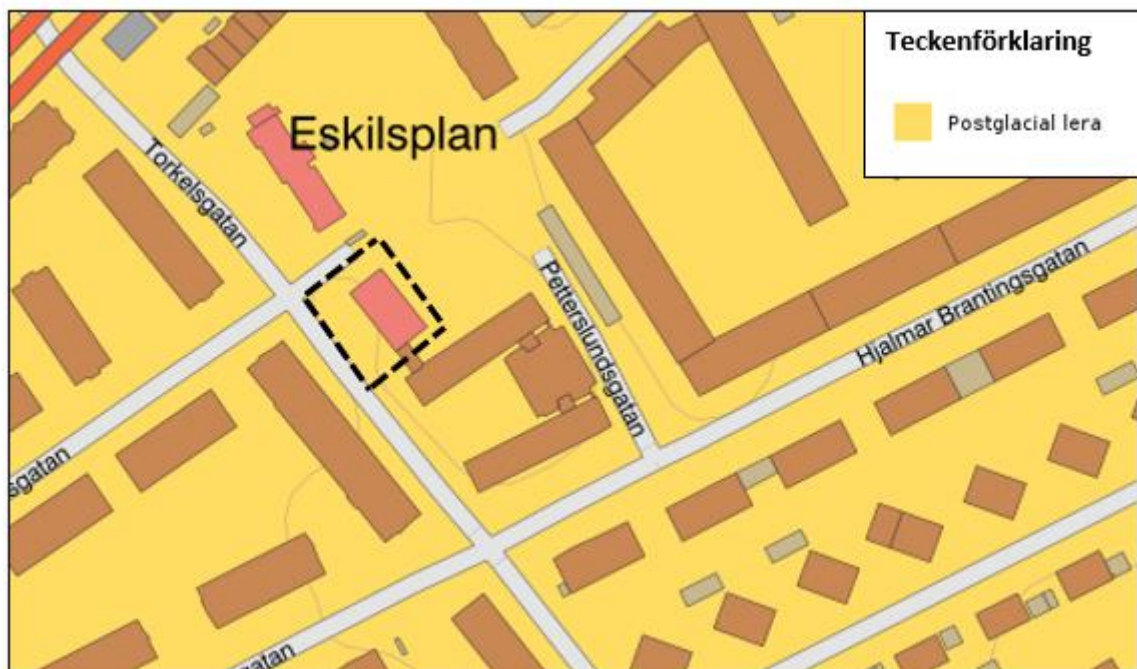 Teckenförklaring
Postglacial lera
Eskilsplan
Torkelsgatan
Petterslundsgatan
Hjalmar Brantingsgatan
sgatan
gatan